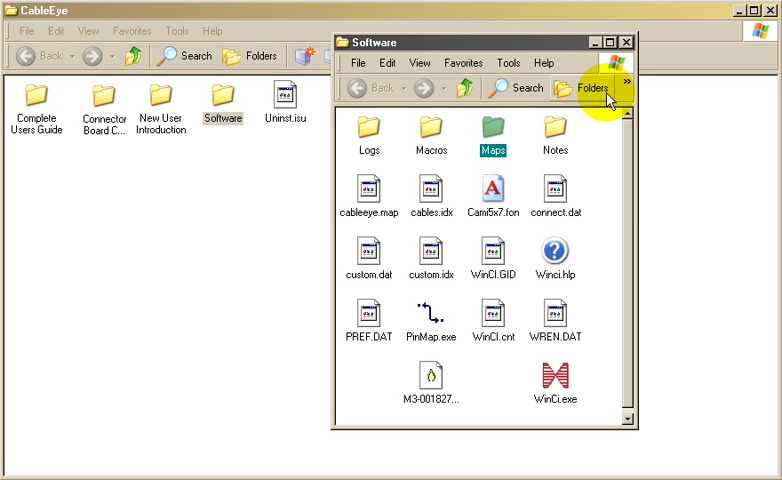 CableEye
File Edit View Favorites Tools Help
Back Search Folders
Complete Users Guide
Connector Board C...
New User Introduction
Software
Uninst.isu
Software
File Edit View Favorites Tools Help
Back Search Folders »
Logs Macros Maps Notes
cableeye.map cables.idx Cami5x7.fon connect.dat
custom.dat custom.idx WinCI.GID Winci.hlp
PREF.DAT PinMap.exe WinCI.cnt WREN.DAT
M3-001827... WinCi.exe